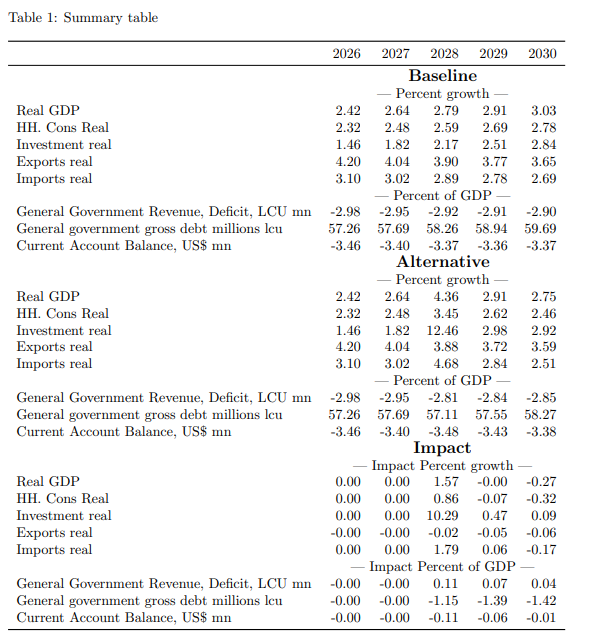 Table 1: Summary table
2026 2027 2028 2029 2030
Baseline
— Percent growth —
Real GDP 2.42 2.64 2.79 2.91 3.03
HH. Cons Real 2.32 2.48 2.59 2.69 2.78
Investment real 1.46 1.82 2.17 2.51 2.84
Exports real 4.20 4.04 3.90 3.77 3.65
Imports real 3.10 3.02 2.89 2.78 2.69
— Percent of GDP —
General Government Revenue, Deficit, LCU mn -2.98 -2.95 -2.92 -2.91 -2.90
General government gross debt millions lcu 57.26 57.69 58.26 58.94 59.69
Current Account Balance, US$ mn -3.46 -3.40 -3.37 -3.36 -3.37
Alternative
— Percent growth —
Real GDP 2.42 2.64 4.36 2.91 2.75
HH. Cons Real 2.32 2.48 3.45 2.62 2.46
Investment real 1.46 1.82 12.46 2.98 2.92
Exports real 4.20 4.04 3.88 3.72 3.59
Imports real 3.10 3.02 4.68 2.84 2.51
— Percent of GDP —
General Government Revenue, Deficit, LCU mn -2.98 -2.95 -2.81 -2.84 -2.85
General government gross debt millions lcu 57.26 57.69 57.11 57.55 58.27
Current Account Balance, US$ mn -3.46 -3.40 -3.48 -3.43 -3.38
Impact
— Impact Percent growth —
Real GDP 0.00 0.00 1.57 -0.00 -0.27
HH. Cons Real 0.00 0.00 0.86 -0.07 -0.32
Investment real 0.00 0.00 10.29 0.47 0.09
Exports real -0.00 -0.00 -0.02 -0.05 -0.06
Imports real 0.00 0.00 1.79 0.06 -0.17
— Impact Percent of GDP —
General Government Revenue, Deficit, LCU mn -0.00 -0.00 0.11 0.07 0.04
General government gross debt millions lcu -0.00 -0.00 -1.15 -1.39 -1.42
Current Account Balance, US$ mn -0.00 -0.00 -0.11 -0.06 -0.01